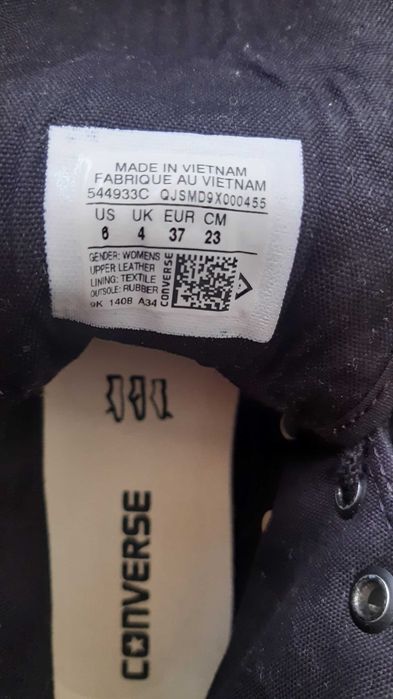 MADE IN VIETNAM
FABRIQUE AU VIETNAM
544933C QJSMD9X000455
US UK EUR CM
6 4 37 23
GENDER: WOMENS
UPPER LEATHER
LINING: TEXTILE
OUTSOLE: RUBBER
9K 1408 A34
CONVERSE
CONVERSE